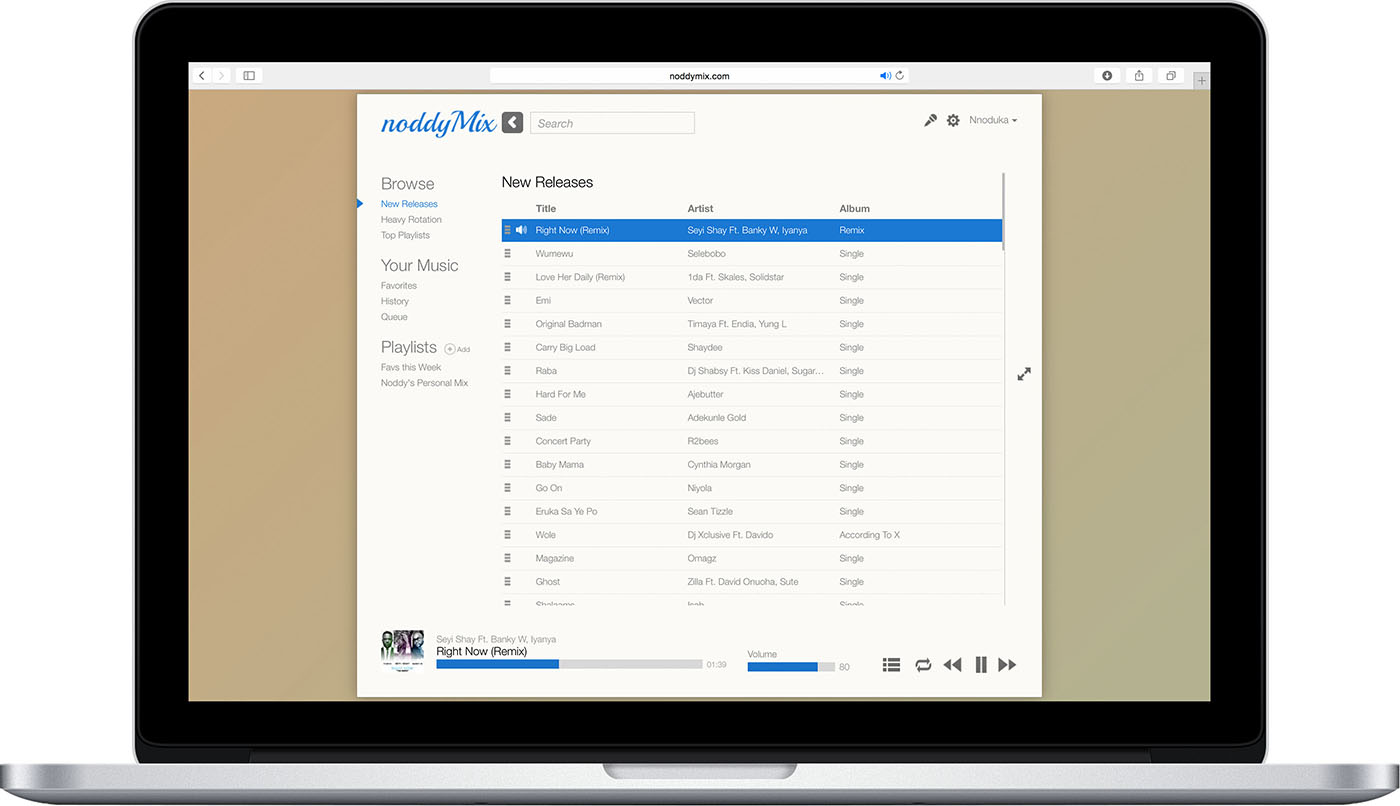 noddymix.com
noddyMix
Search
Nnoduka
Browse
New Releases
Heavy Rotation
Top Playlists
Your Music
Favorites
History
Queue
Playlists Add
Favs this Week
Noddy's Personal Mix
New Releases
Title Artist Album
Right Now (Remix) Seyi Shay Ft. Banky W, Iyanya Remix
Wumewu Selebobo Single
Love Her Daily (Remix) 1da Ft. Skales, Solidstar Single
Emi Vector Single
Original Badman Timaya Ft. Endia, Yung L Single
Carry Big Load Shaydee Single
Raba Dj Shabsy Ft. Kiss Daniel, Sugar... Single
Hard For Me Ajebutter Single
Sade Adekunle Gold Single
Concert Party R2bees Single
Baby Mama Cynthia Morgan Single
Go On Niyola Single
Eruka Sa Ye Po Sean Tizzle Single
Wole Dj Xclusive Ft. Davido According To X
Magazine Omagz Single
Ghost Zilla Ft. David Onuoha, Sute Single
Single
Seyi Shay Ft. Banky W, Iyanya
Right Now (Remix)
01:39
Volume
80